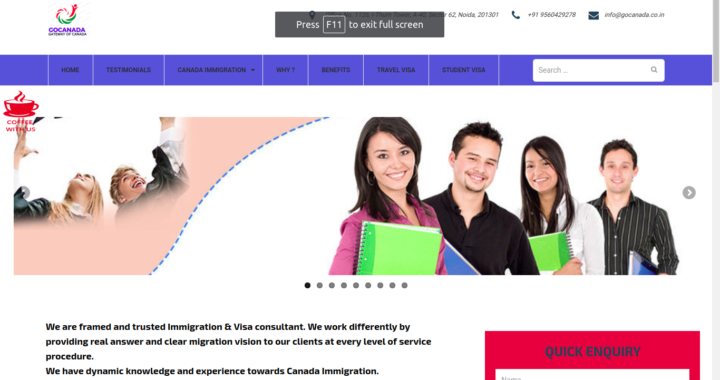 GOCANADA
GATEWAY OF CANADA
62, Noida, 201301
+91 9560429278
info@gocanada.co.in
Press F11 to exit full screen
HOME
TESTIMONIALS
CANADA IMMIGRATION
WHY ?
BENEFITS
TRAVEL VISA
STUDENT VISA
Search ...
COFFEE
WITH US
We are framed and trusted Immigration & Visa consultant. We work differently by
providing real answer and clear migration vision to our clients at every level of service
procedure.
We have dynamic knowledge and experience towards Canada Immigration.
QUICK ENQUIRY
Name